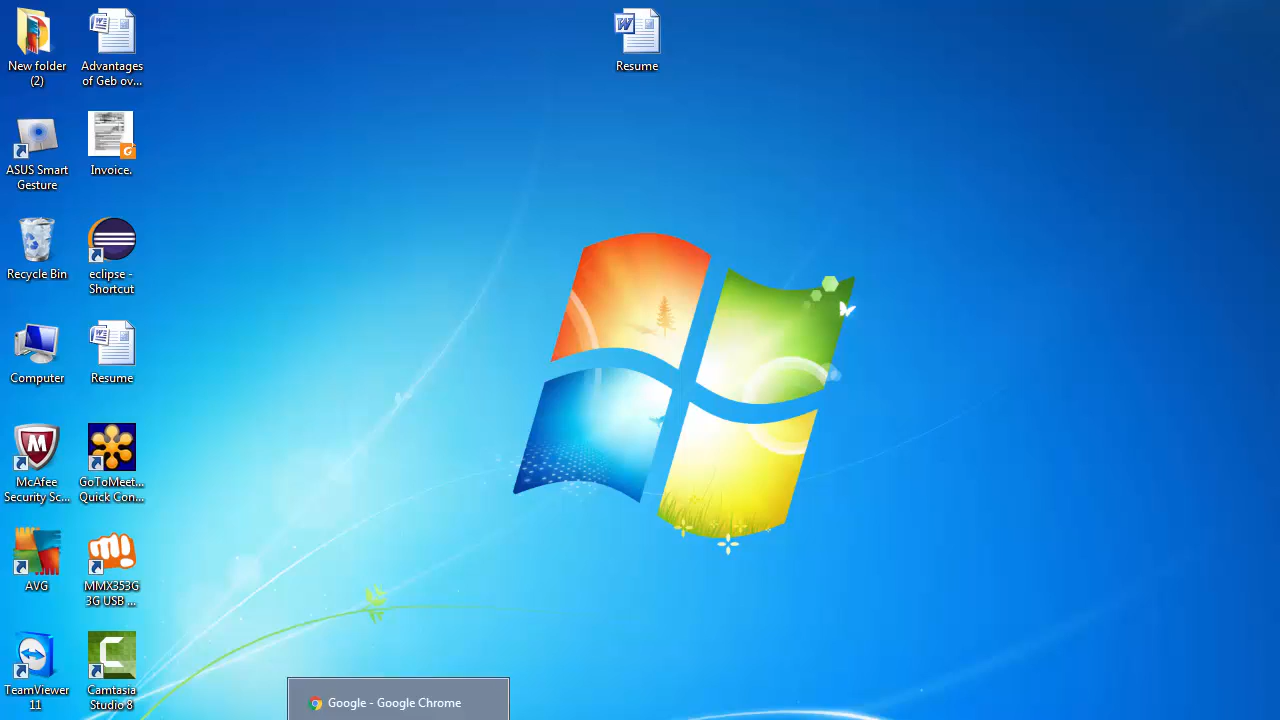 New folder
(2)
Advantages
of Geb ov...
Resume
ASUS Smart
Gesture
Invoice.
Recycle Bin
eclipse -
Shortcut
Computer
Resume
McAfee
Security Sc...
GoToMeet...
Quick Con...
AVG
MMX353G
3G USB ...
TeamViewer
11
Camtasia
Studio 8
Google - Google Chrome